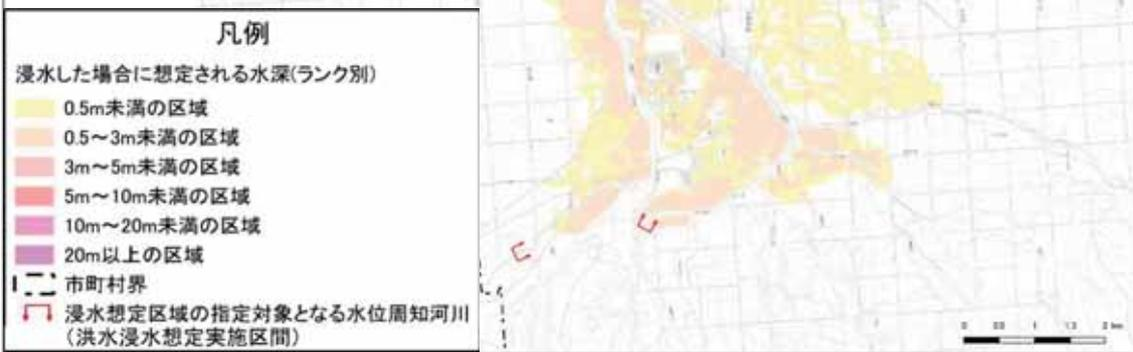 凡例
浸水した場合に想定される水深(ランク別)
0.5m未満の区域
0.5～3m未満の区域
3m～5m未満の区域
5m～10m未満の区域
10m～20m未満の区域
20m以上の区域
市町村界
浸水想定区域の指定対象となる水位周知河川
(洪水浸水想定実施区間)